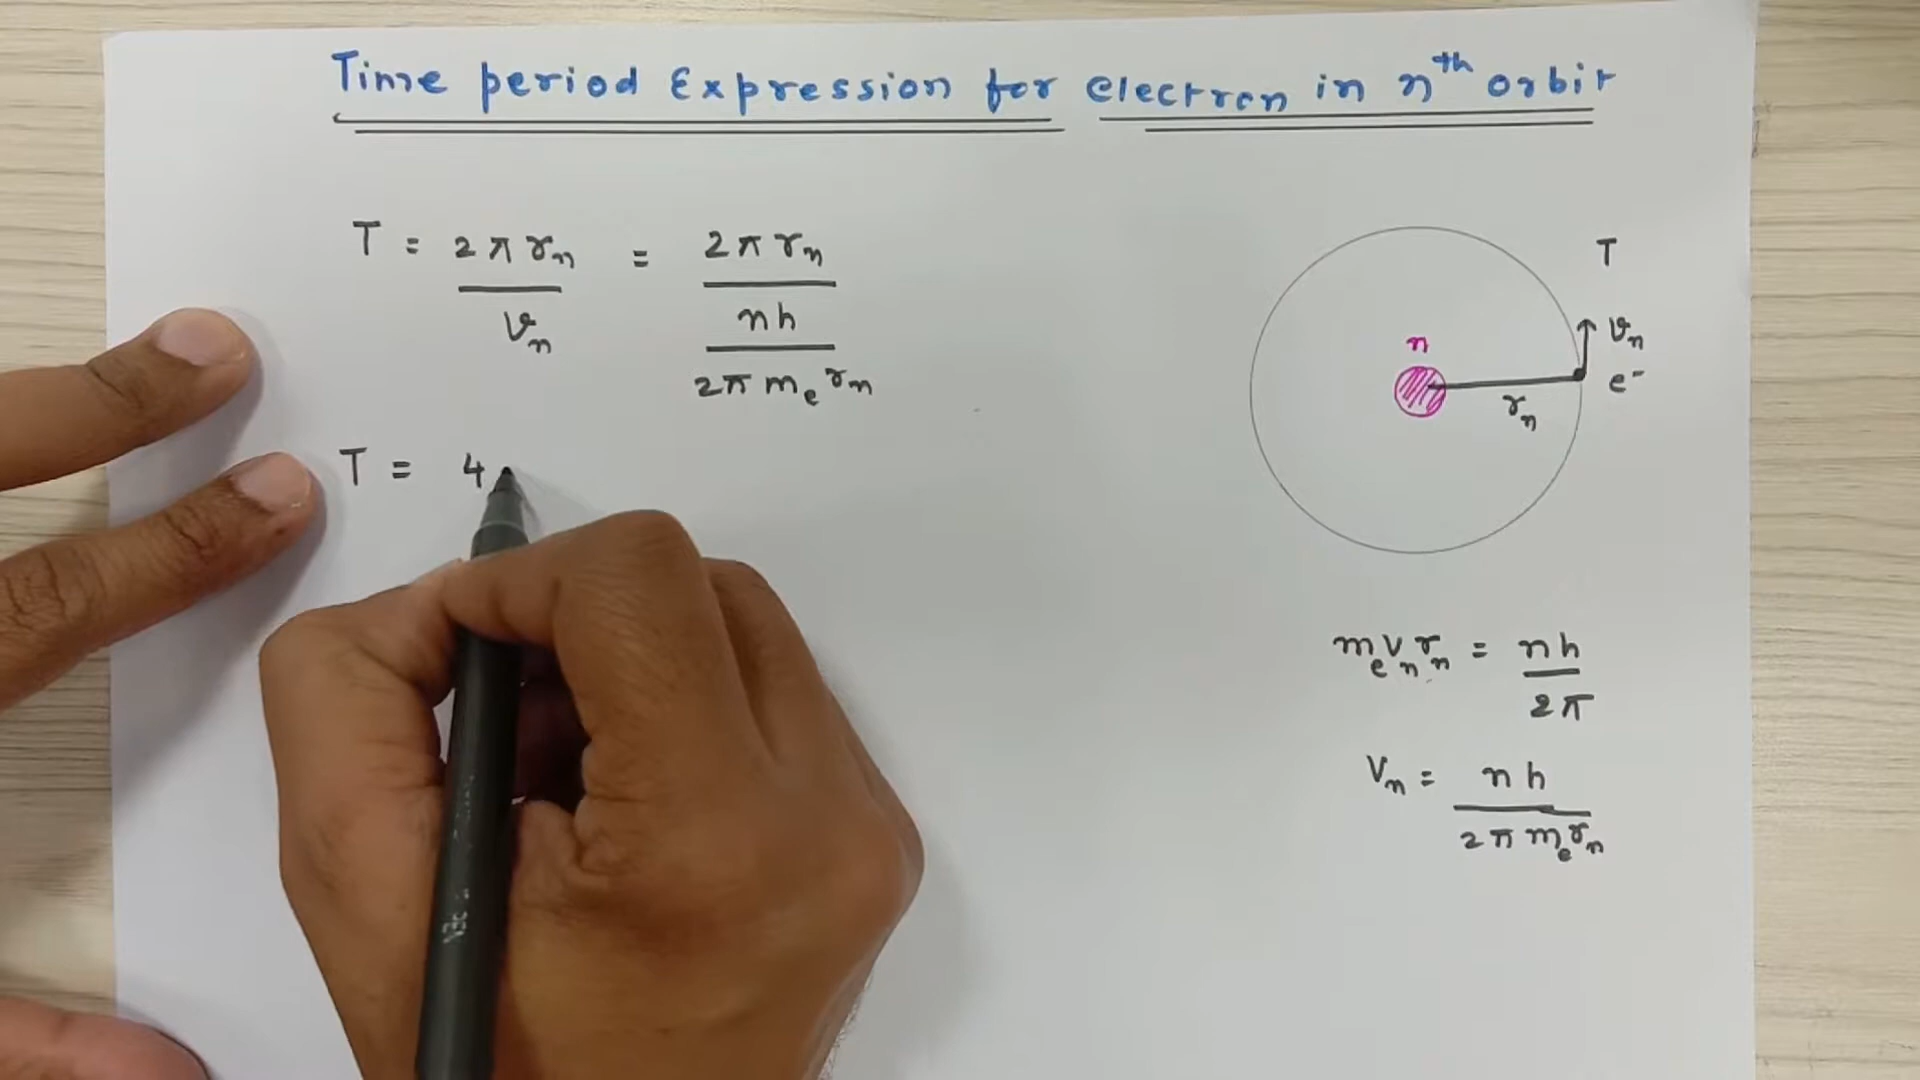 Time period Expression for electron in nᵗʰ orbit
T = 2πrₙ / vₙ = 2πrₙ / (nh / 2πmₑrₙ)
T = 4
T
vₙ
n
e⁻
rₙ
mₑvₙrₙ = nh / 2π
Vₙ = nh / 2πmₑrₙ